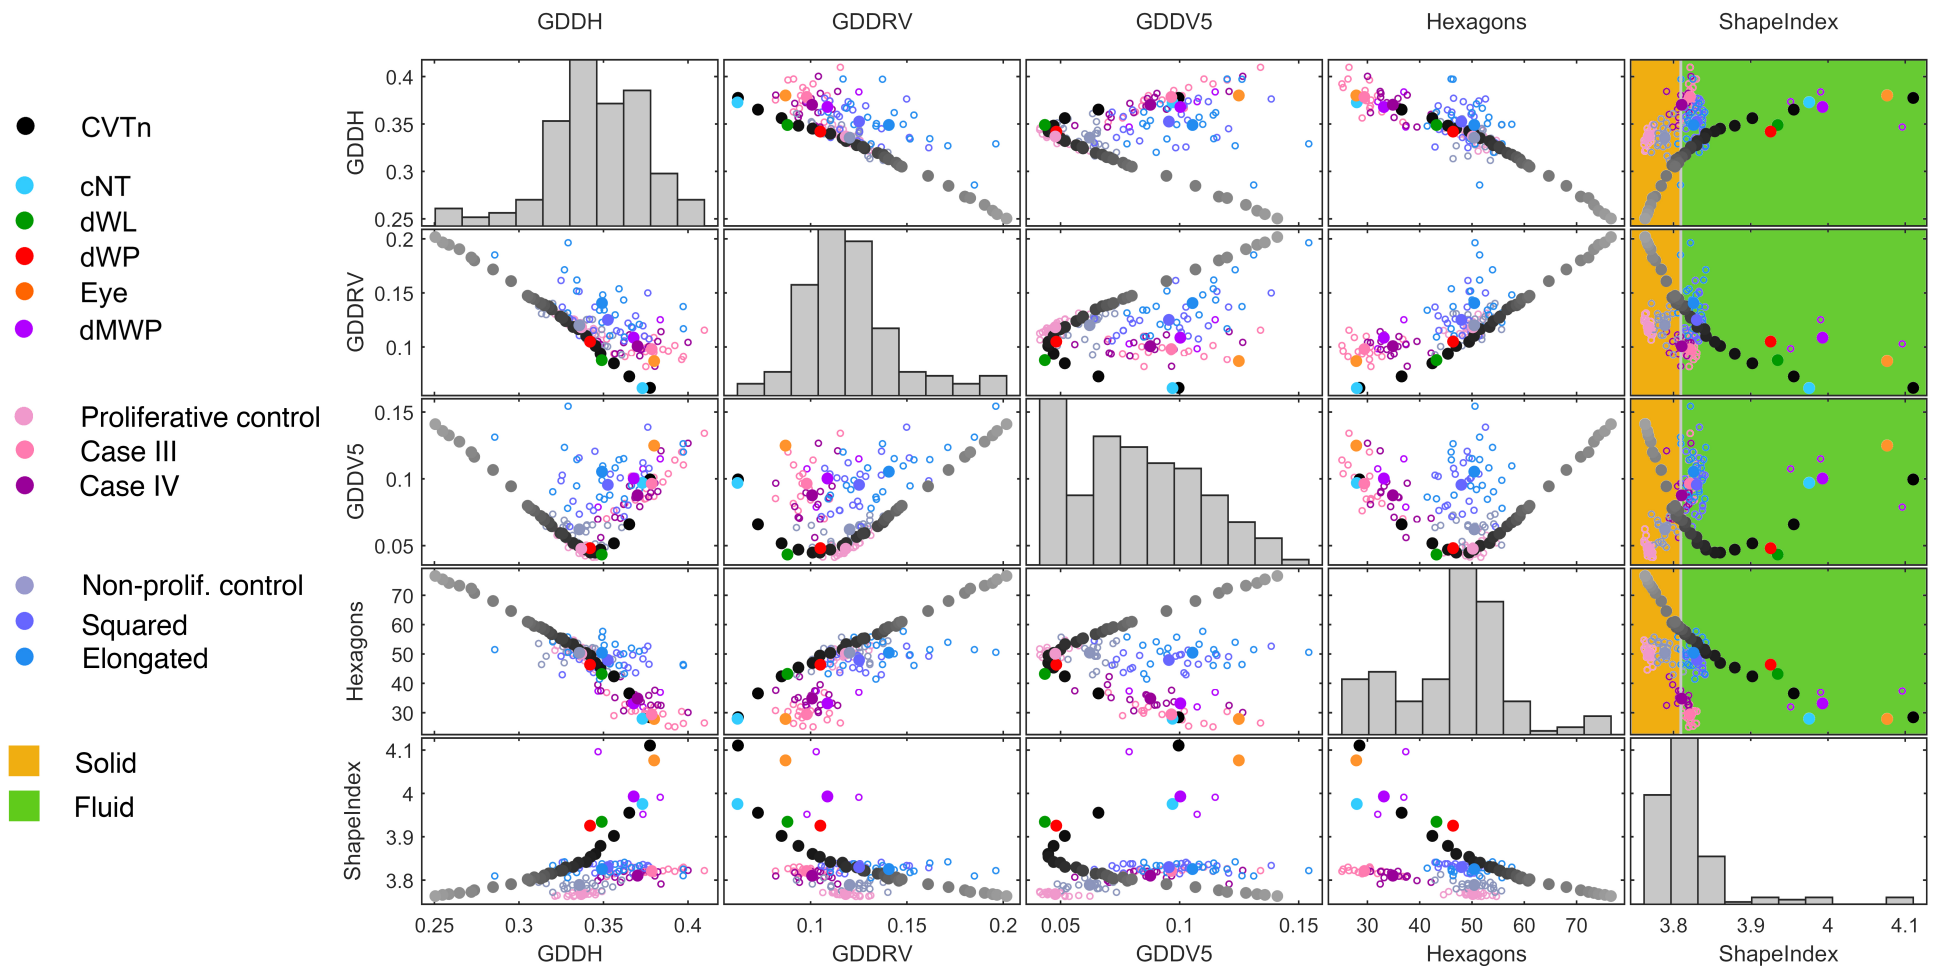 GDDH GDDRV GDDV5 Hexagons ShapeIndex
CVTn
cNT
dWL
dWP
Eye
dMWP
Proliferative control
Case III
Case IV
Non-prolif. control
Squared
Elongated
Solid
Fluid
GDDH
0.4
0.35
0.3
0.25
GDDRV
0.2
0.15
0.1
GDDV5
0.15
0.1
0.05
Hexagons
70
60
50
40
30
ShapeIndex
4.1
4
3.9
3.8
0.25 0.3 0.35 0.4 0.1 0.15 0.2 0.05 0.1 0.15 30 40 50 60 70 3.8 3.9 4 4.1
GDDH GDDRV GDDV5 Hexagons ShapeIndex